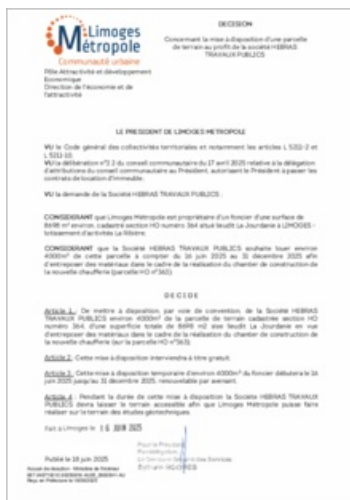 Limoges
Métropole
Communauté urbaine
Pôle Attractivité et développement
Economique
Direction de l'économie et de
l'attractivité
DECISION
Concernant la mise à disposition d'une parcelle
de terrain au profit de la société HEBRAS
TRAVAUX PUBLICS
LE PRESIDENT DE LIMOGES METROPOLE
VU le Code général des collectivités territoriales et notamment les articles L 5211-2 et
L 5211-10,
VU la délibération n°3.2 du conseil communautaire du 17 avril 2025 relative à la délégation
d'attributions du conseil communautaire au Président, autorisant le Président à passer les
contrats de location d'immeuble.
VU la demande de la Société HEBRAS TRAVAUX PUBLICS ;
CONSIDERANT que Limoges Métropole est propriétaire d'un foncier d'une surface de
8698 m² environ, cadastré section HO numéro 364 situé lieudit La Jourdanie à LIMOGES -
lotissement d'activités La Ribière.
CONSIDERANT que la Société HEBRAS TRAVAUX PUBLICS souhaite louer environ
4000m² de cette parcelle à compter du 16 juin 2025 au 31 décembre 2025 afin
d'entreposer des matériaux dans le cadre de la réalisation du chantier de construction de
la nouvelle chaufferie (parcelle HO n°363).
DECIDE
Article 1 : De mettre à disposition, par voie de convention, de la Société HEBRAS
TRAVAUX PUBLICS environ 4000m² de la parcelle de terrain cadastrée section HO
numéro 364, d'une superficie totale de 8698 m2 sise lieudit La Jourdanie en vue
d'entreposer des matériaux dans le cadre de la réalisation du chantier de construction de
la nouvelle chaufferie (sur la parcelle n°363).
Article 2 : Cette mise à disposition interviendra à titre gratuit.
Article 3 : Cette mise à disposition temporaire d'environ 4000m² du foncier débutera le 16
juin 2025 jusqu'au 31 décembre 2025, renouvelable par avenant.
Article 4 : Pendant la durée de cette mise à disposition la Société HEBRAS TRAVAUX
PUBLICS devra laisser le terrain accessible afin que Limoges Métropole puisse faire
réaliser sur le terrain des études géotechniques.
Fait à Limoges le 16 JUIN 2025
Pour le Président
Par délégation
Le Directeur Général des Services
Publié le 16 juin 2025